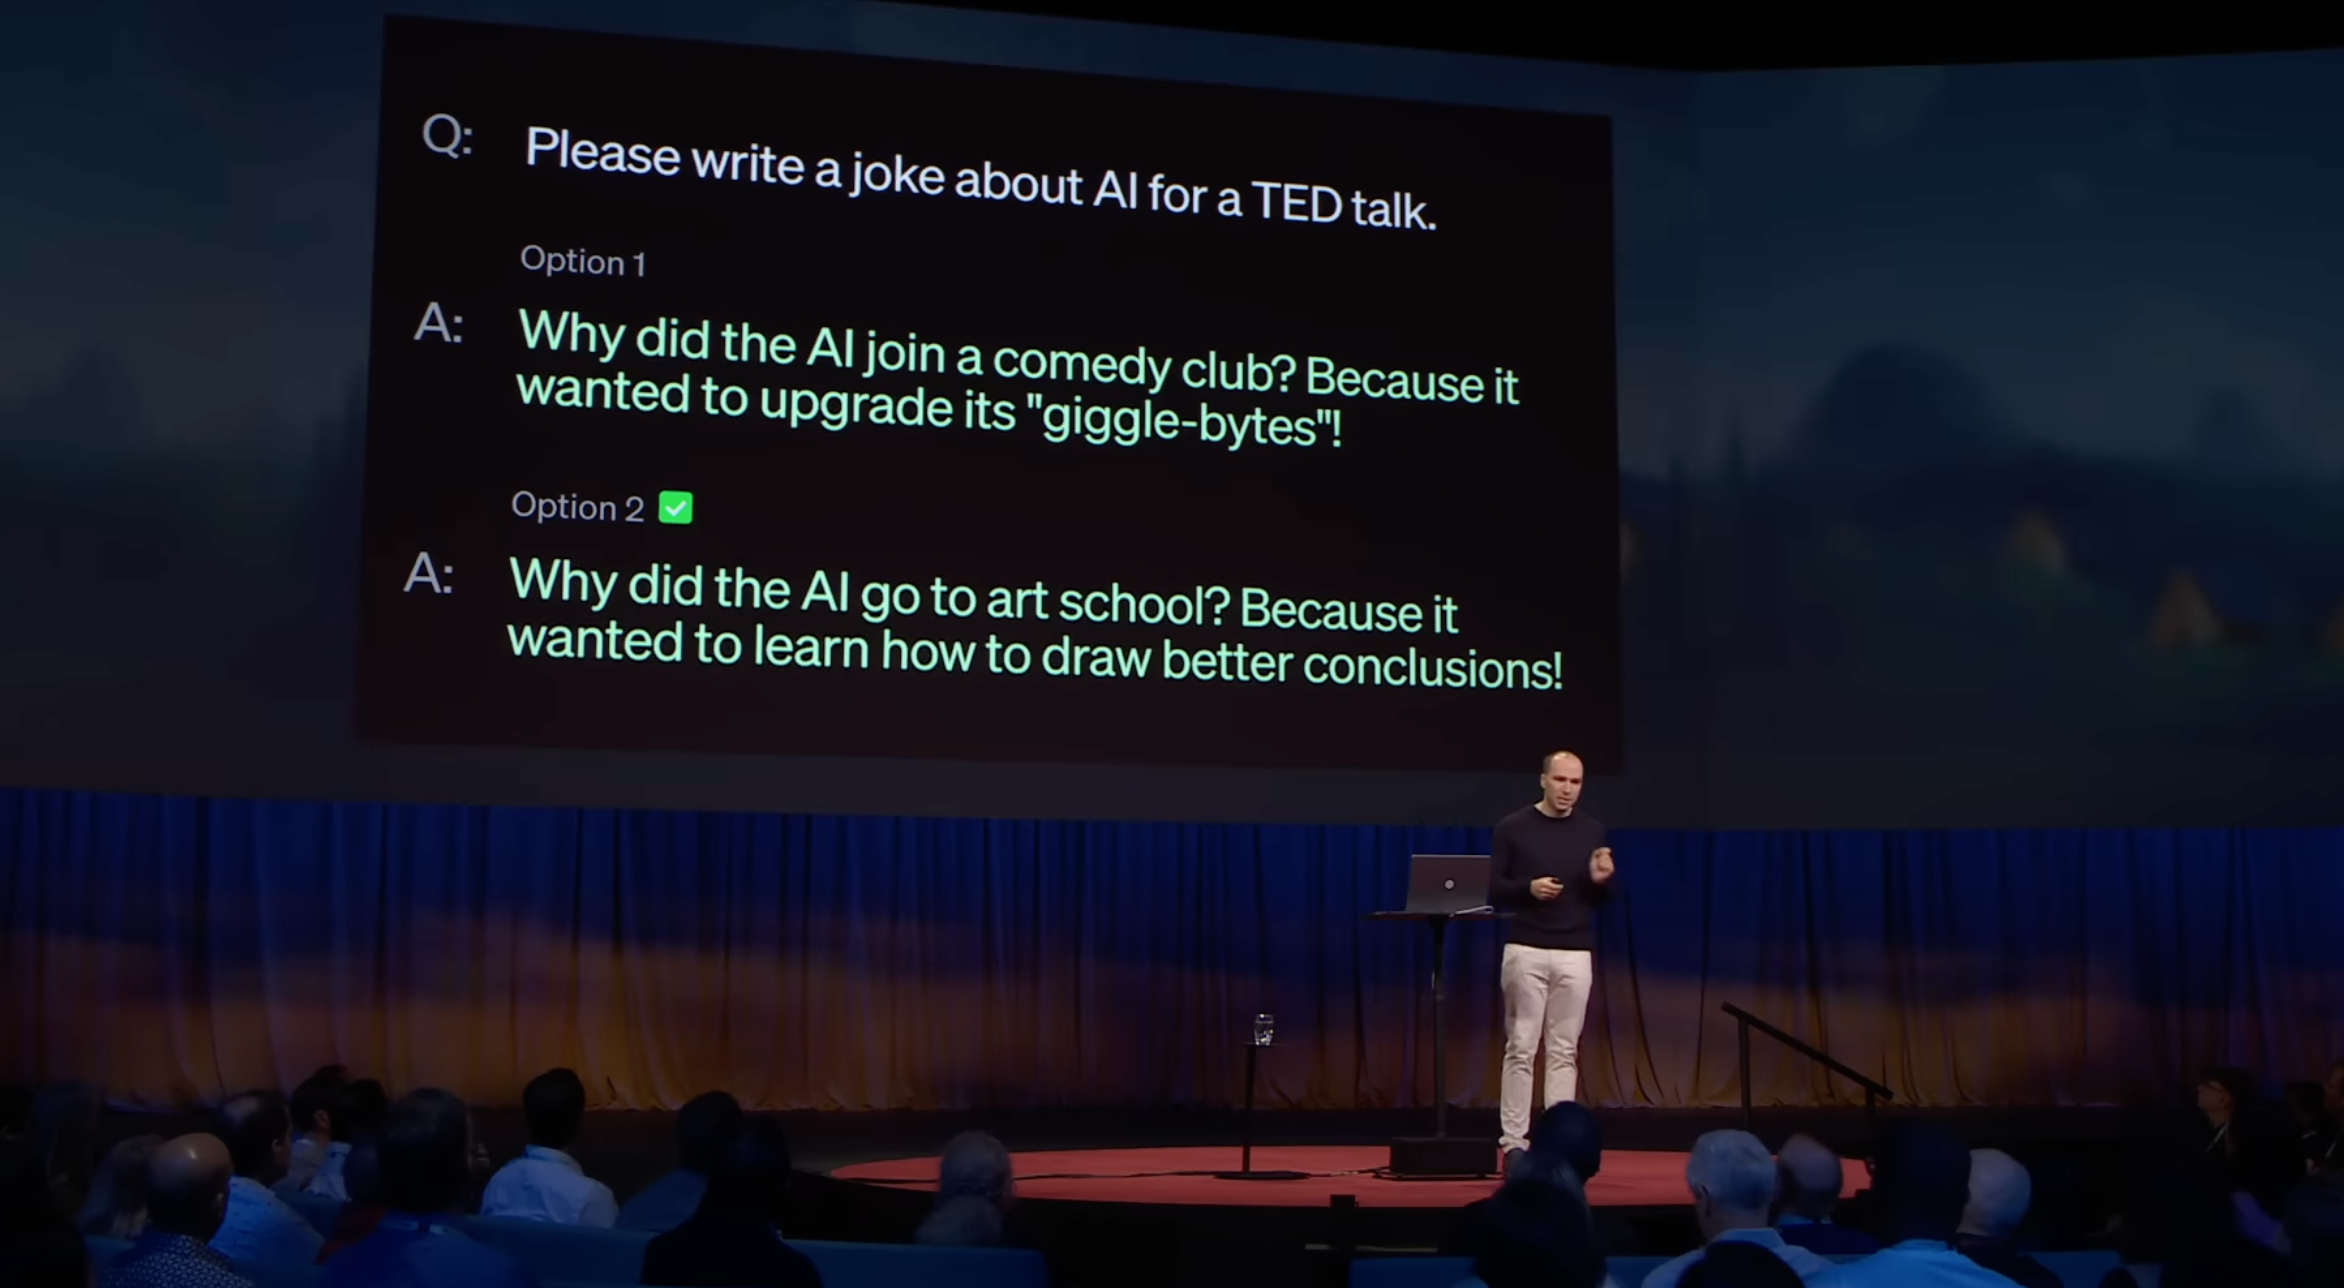 Q: Please write a joke about AI for a TED talk.
Option 1
A: Why did the AI join a comedy club? Because it
wanted to upgrade its "giggle-bytes"!
Option 2 ✅
A: Why did the AI go to art school? Because it
wanted to learn how to draw better conclusions!